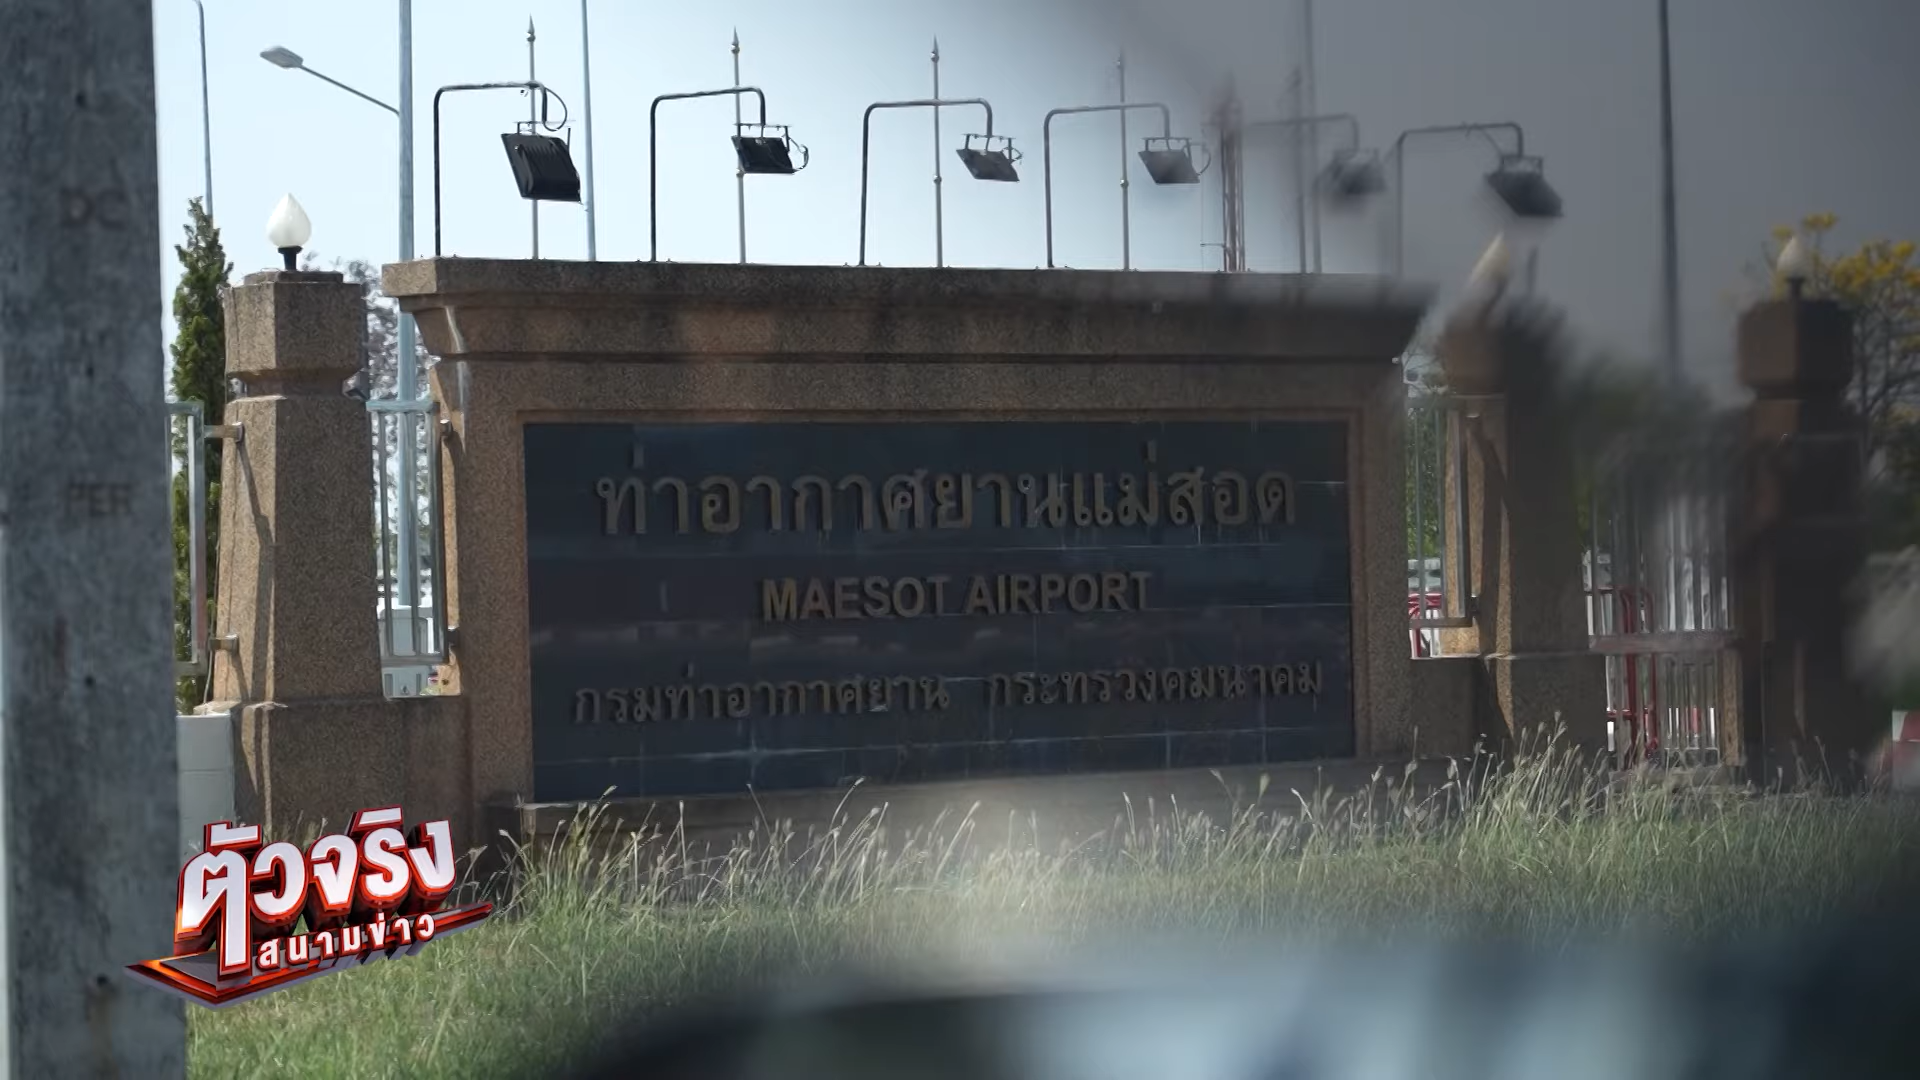 ท่าอากาศยานแม่สอด
MAESOT AIRPORT
กรมท่าอากาศยาน กระทรวงคมนาคม
ตัวจริง
สนามข่าว